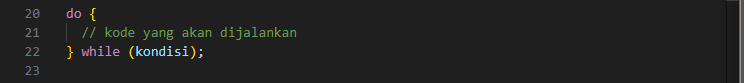 20 do {
21 // kode yang akan dijalankan
22 } while (kondisi);
23